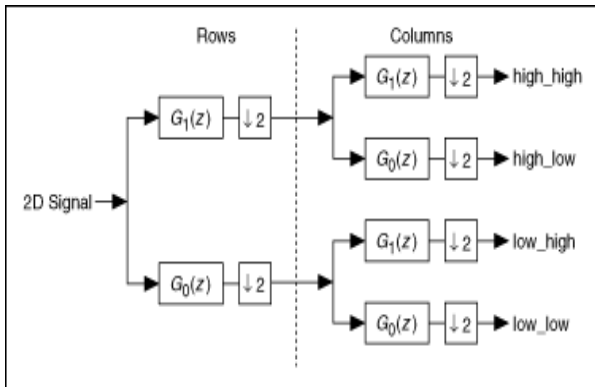 Rows
Columns
G₁(z)
↓2
high_high
G₁(z)
↓2
G₀(z)
↓2
high_low
2D Signal
G₁(z)
↓2
low_high
G₀(z)
↓2
G₀(z)
↓2
low_low